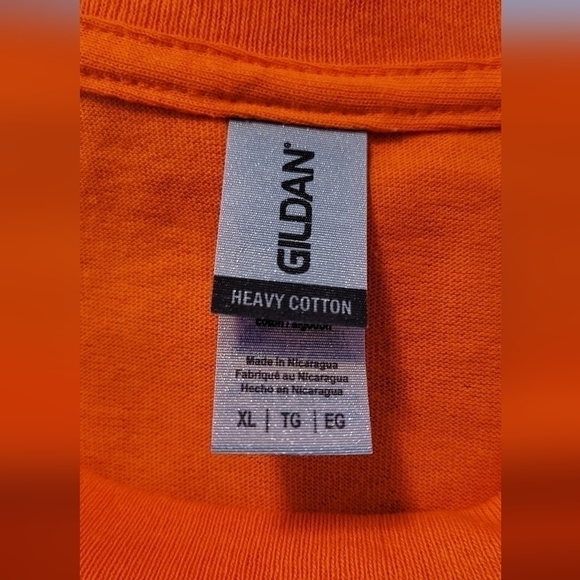 GILDAN®
HEAVY COTTON
Made in Nicaragua
Fabriqué au Nicaragua
Hecho en Nicaragua
XL | TG | EG